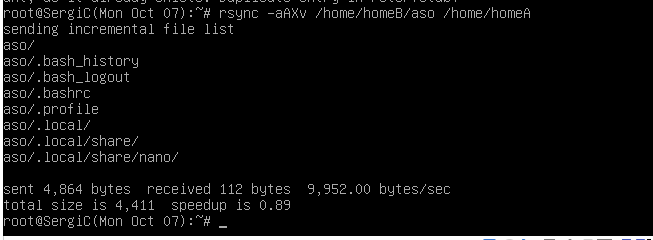 root@SergiC(Mon Oct 07):~# rsync -aAXv /home/homeB/aso /home/homeA
sending incremental file list
aso/
aso/.bash_history
aso/.bash_logout
aso/.bashrc
aso/.profile
aso/.local/
aso/.local/share/
aso/.local/share/nano/
sent 4,864 bytes  received 112 bytes  9,952.00 bytes/sec
total size is 4,411  speedup is 0.89
root@SergiC(Mon Oct 07):~# _